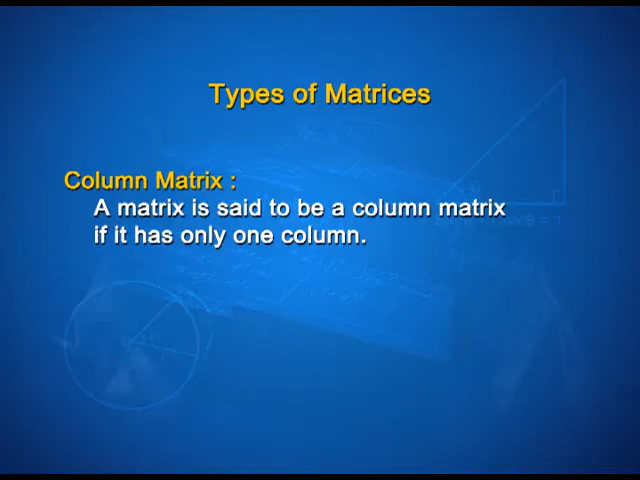 Types of Matrices
Column Matrix :
A matrix is said to be a column matrix
if it has only one column.